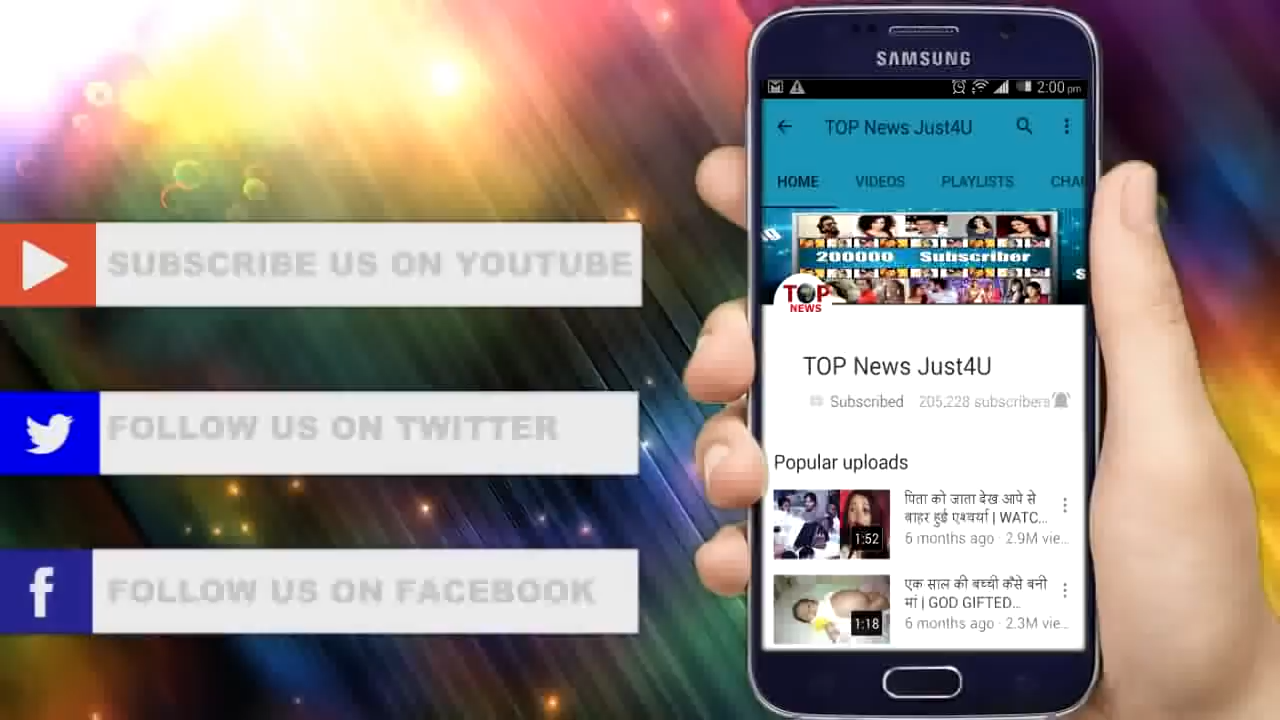 SUBSCRIBE US ON YOUTUBE
FOLLOW US ON TWITTER
FOLLOW US ON FACEBOOK
SAMSUNG
2:00 pm
TOP News Just4U
HOME VIDEOS PLAYLISTS CHA
200000 Subscriber
TOP
NEWS
TOP News Just4U
Subscribed 205,228 subscribers
Popular uploads
पिता को जाता देख आपे से
बाहर हुई एश्वर्या | WATC...
1:52
6 months ago · 2.9M vie...
एक साल की बच्ची कैसे बनी
मां | GOD GIFTED...
1:18
6 months ago · 2.3M vie...